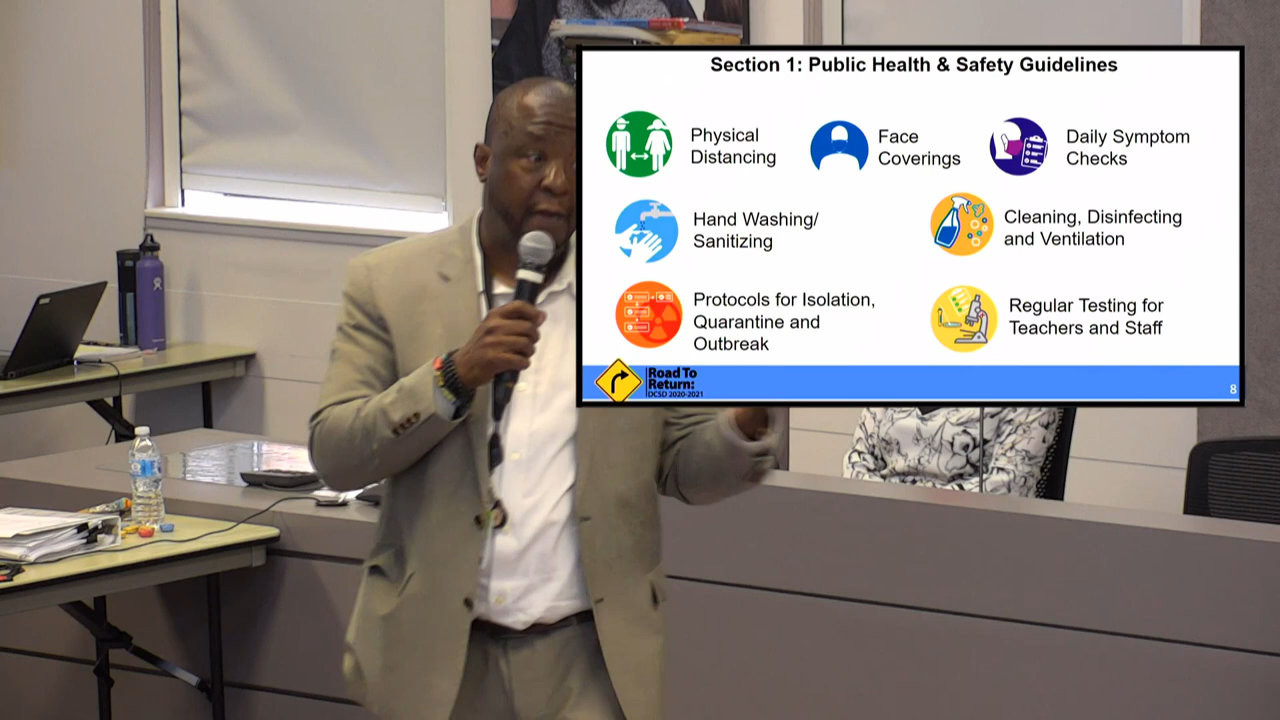 Section 1: Public Health & Safety Guidelines
Physical
Distancing
Face
Coverings
Daily Symptom
Checks
Hand Washing/
Sanitizing
Cleaning, Disinfecting
and Ventilation
Protocols for Isolation,
Quarantine and
Outbreak
Regular Testing for
Teachers and Staff
Road To
Return:
DCSD 2020-2021
8